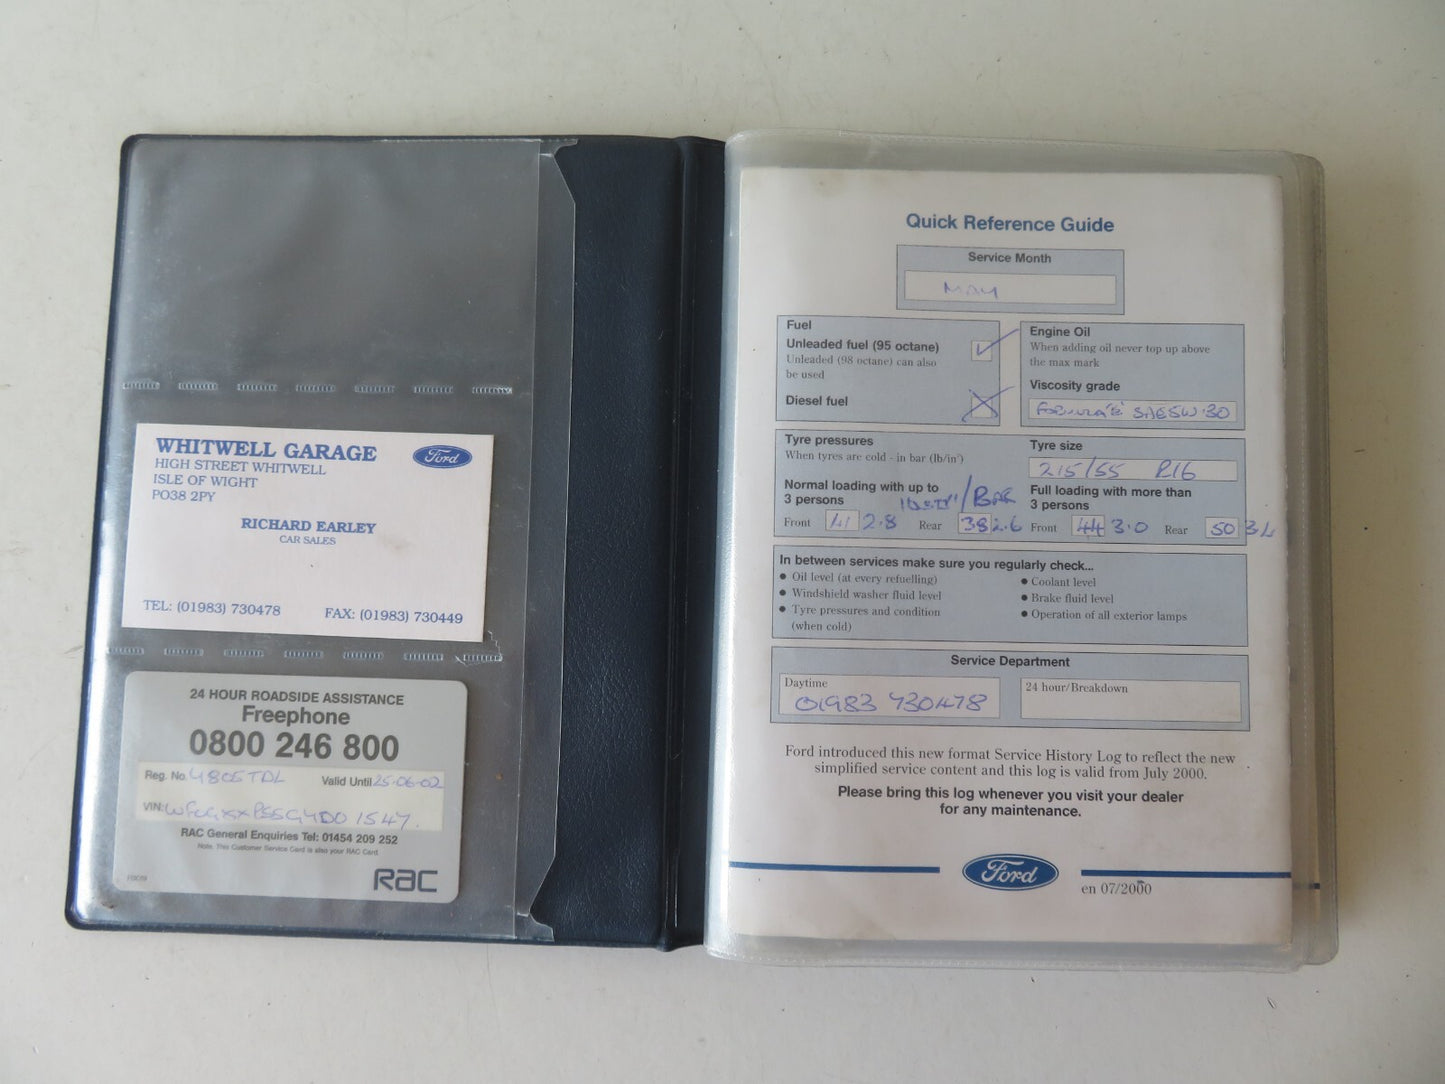 WHITWELL GARAGE
Ford
HIGH STREET WHITWELL
ISLE OF WIGHT
PO38 2PY
RICHARD EARLEY
CAR SALES
TEL: (01983) 730478
FAX: (01983) 730449
24 HOUR ROADSIDE ASSISTANCE
Freephone
0800 246 800
Reg. No.
Valid Until 25·06·02
VIN:
RAC General Enquiries Tel: 01454 209 252
Note. This Customer Service Card is also your RAC Card
RAC
Quick Reference Guide
Service Month
MAY
Fuel
Unleaded fuel (95 octane)
Unleaded (98 octane) can also
be used
Diesel fuel
Engine Oil
When adding oil never top up above
the max mark
Viscosity grade
FORMULA 'E' SAE5W·30
Tyre pressures
When tyres are cold - in bar (lb/in²)
Normal loading with up to
3 persons
/BAR
Front 41 2·8 Rear 38 2·6
Tyre size
215/55 R16
Full loading with more than
3 persons
Front 44 3·0 Rear 50 3·4
In between services make sure you regularly check...
● Oil level (at every refuelling)
● Windshield washer fluid level
● Tyre pressures and condition
(when cold)
● Coolant level
● Brake fluid level
● Operation of all exterior lamps
Service Department
Daytime
01983 730478
24 hour/Breakdown
Ford introduced this new format Service History Log to reflect the new
simplified service content and this log is valid from July 2000.
Please bring this log whenever you visit your dealer
for any maintenance.
Ford
en 07/2000